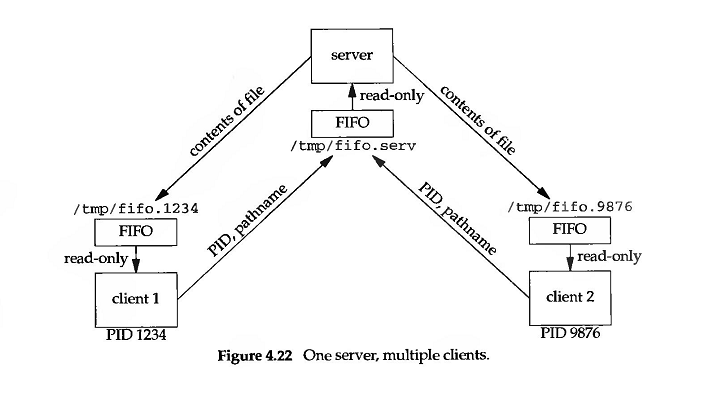 server
contents of file
read-only
contents of file
FIFO
/tmp/fifo.serv
/tmp/fifo.1234
FIFO
read-only
client 1
PID 1234
PID, pathname
PID, pathname
/tmp/fifo.9876
FIFO
read-only
client 2
PID 9876
Figure 4.22 One server, multiple clients.